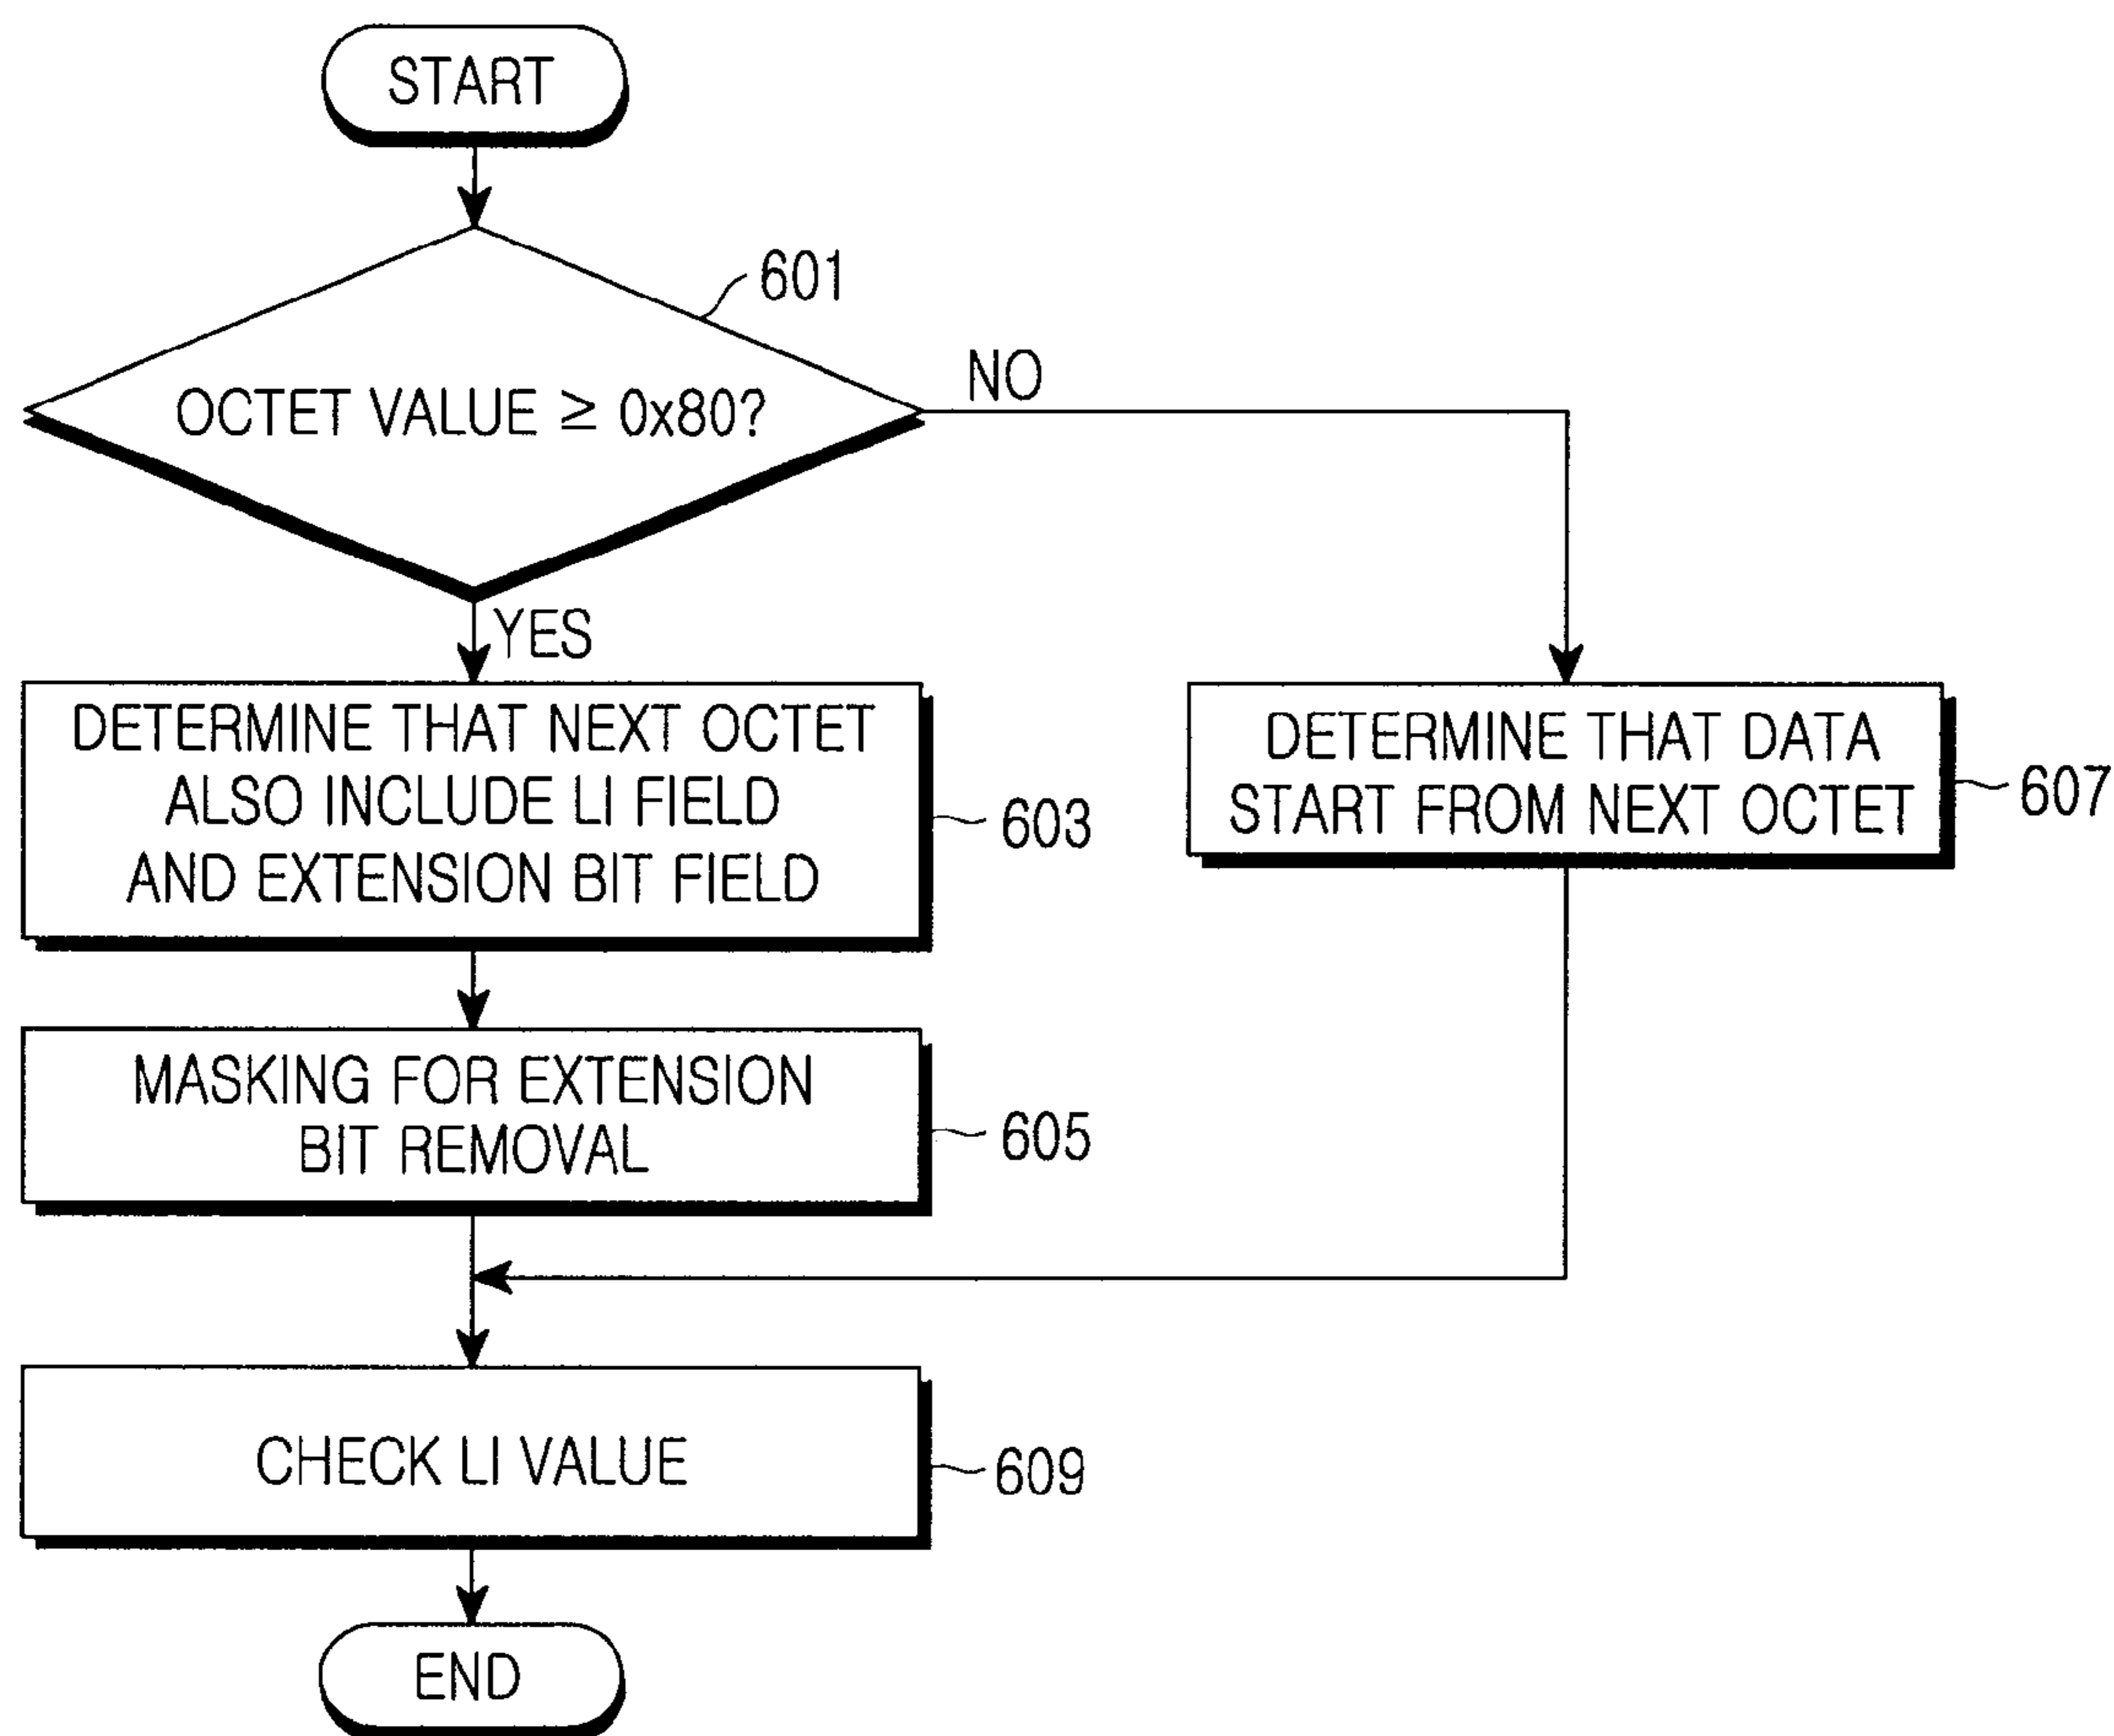 START
601
OCTET VALUE ≥ 0x80?
NO
YES
DETERMINE THAT NEXT OCTET
ALSO INCLUDE LI FIELD
AND EXTENSION BIT FIELD
603
DETERMINE THAT DATA
START FROM NEXT OCTET
607
MASKING FOR EXTENSION
BIT REMOVAL
605
CHECK LI VALUE
609
END